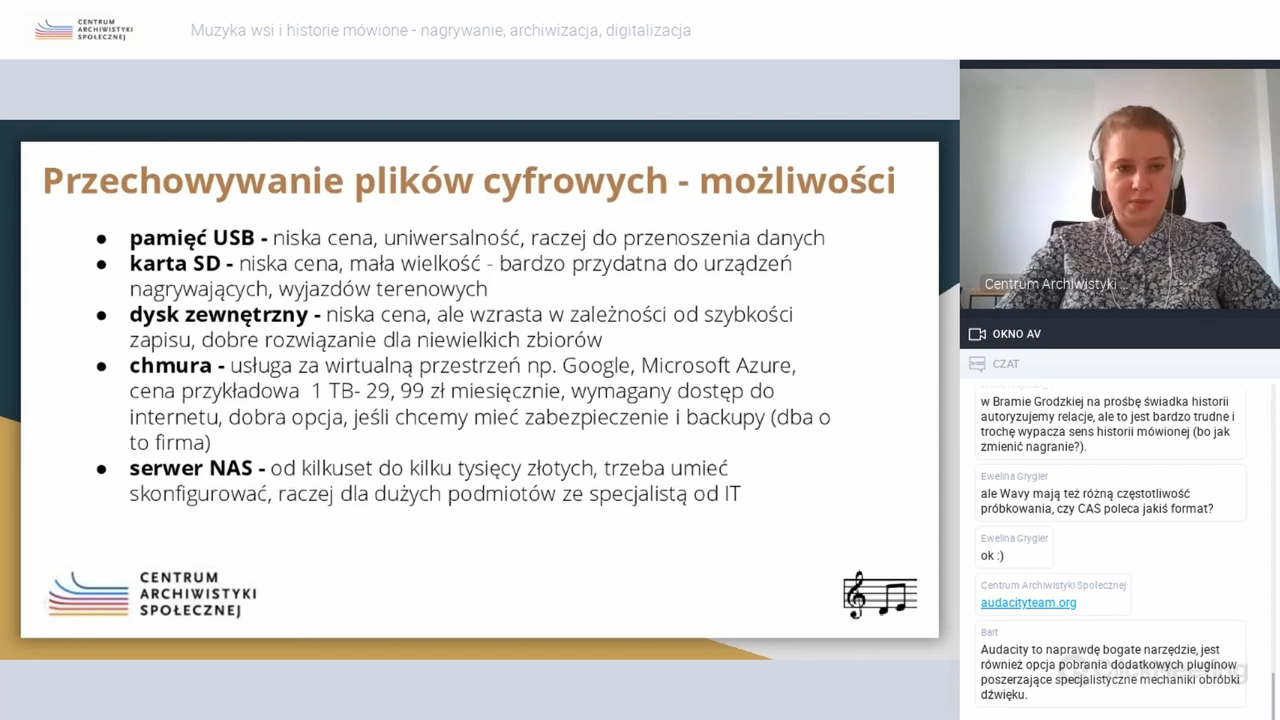 CENTRUM
ARCHIWISTYKI
SPOŁECZNEJ
Muzyka wsi i historie mówione - nagrywanie, archiwizacja, digitalizacja
Przechowywanie plików cyfrowych - możliwości
● pamięć USB - niska cena, uniwersalność, raczej do przenoszenia danych
● karta SD - niska cena, mała wielkość - bardzo przydatna do urządzeń
nagrywających, wyjazdów terenowych
● dysk zewnętrzny - niska cena, ale wzrasta w zależności od szybkości
zapisu, dobre rozwiązanie dla niewielkich zbiorów
● chmura - usługa za wirtualną przestrzeń np. Google, Microsoft Azure,
cena przykładowa 1 TB- 29, 99 zł miesięcznie, wymagany dostęp do
internetu, dobra opcja, jeśli chcemy mieć zabezpieczenie i backupy (dba o
to firma)
● serwer NAS - od kilkuset do kilku tysięcy złotych, trzeba umieć
skonfigurować, raczej dla dużych podmiotów ze specjalistą od IT
CENTRUM
ARCHIWISTYKI
SPOŁECZNEJ
Centrum Archiwistyki ...
OKNO AV
CZAT
w Bramie Grodzkiej na prośbę świadka historii
autoryzujemy relacje, ale to jest bardzo trudne i
trochę wypacza sens historii mówionej (bo jak
zmienić nagranie?).
Ewelina Grygier
ale Wavy mają też różną częstotliwość
próbkowania, czy CAS poleca jakiś format?
Ewelina Grygier
ok :)
Centrum Archiwistyki Społecznej
audacityteam.org
Bart
Audacity to naprawdę bogate narzędzie, jest
również opcja pobrania dodatkowych pluginow
poszerzające specjalistyczne mechaniki obróbki
dźwięku.